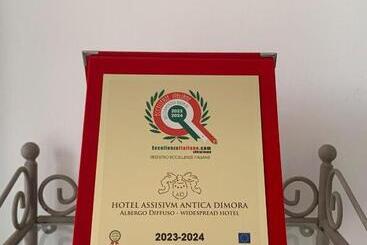 2023
2024
EccellenzeItaliane.com
REGISTRO ECCELLENZE ITALIANE
HOTEL ASSISIVM ANTICA DIMORA
ALBERGO DIFFUSO - WIDESPREAD HOTEL
2023-2024